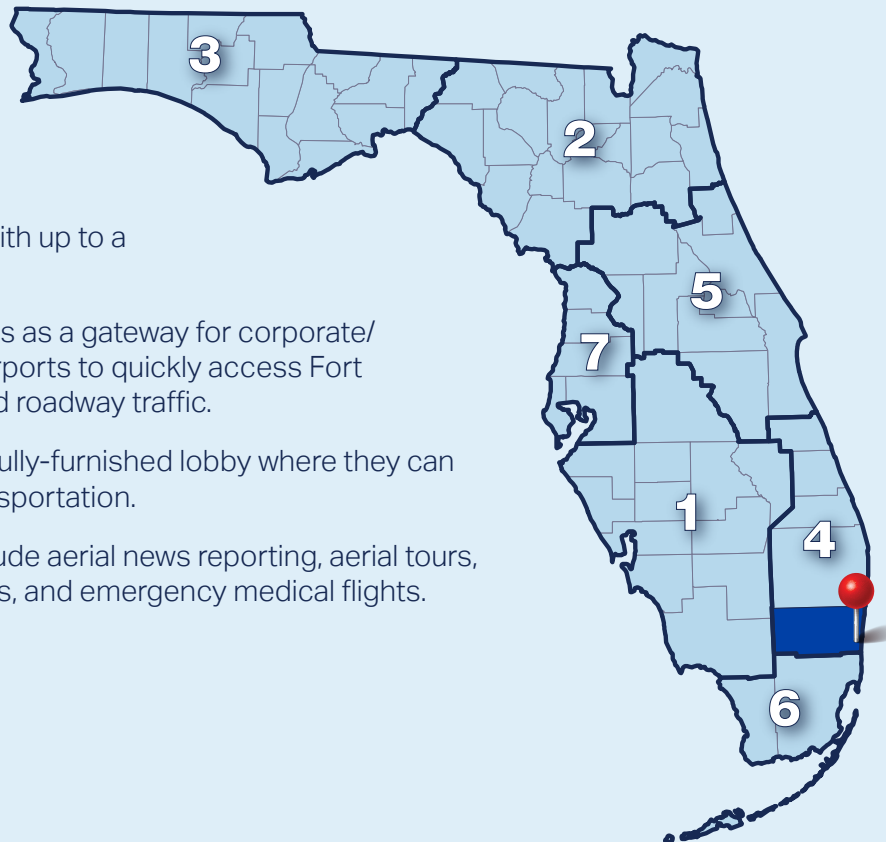 3
2
ith up to a
5
s as a gateway for corporate/
7
rports to quickly access Fort
d roadway traffic.
ully-furnished lobby where they can
sportation.
1
4
ude aerial news reporting, aerial tours,
s, and emergency medical flights.
6